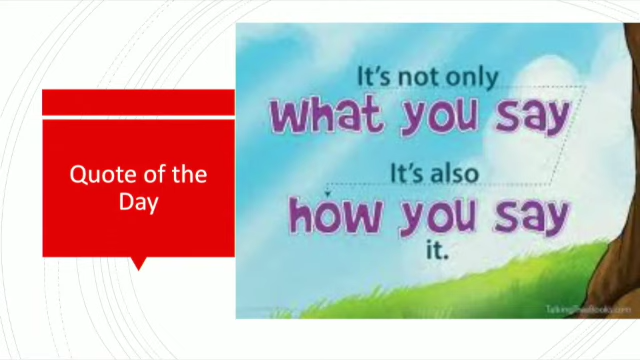 Quote of the
Day
It's not only
what you say
It's also
how you say
it.
TalkingTreeBooks.com